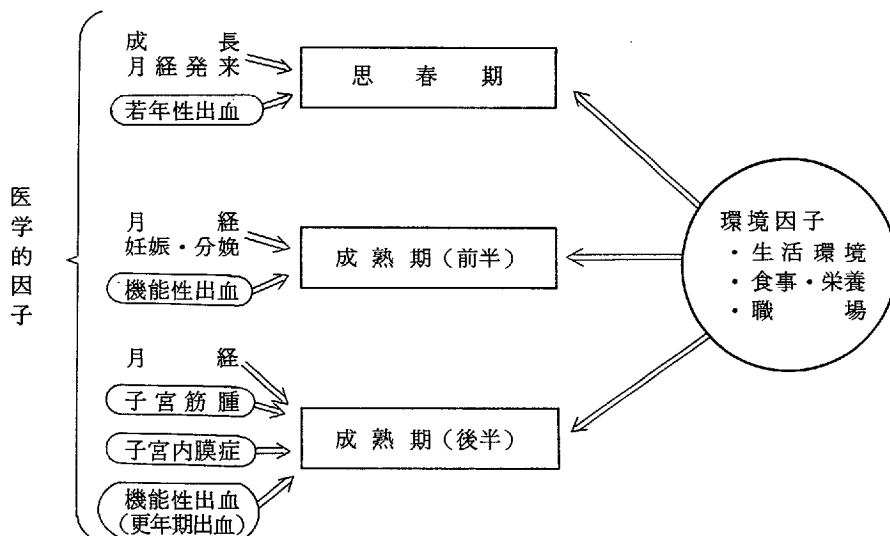 医学的因子
成長
月経発来
若年性出血
思春期
月経
妊娠・分娩
機能性出血
成熟期(前半)
月経
子宮筋腫
子宮内膜症
機能性出血
(更年期出血)
成熟期(後半)
環境因子
・生活環境
・食事・栄養
・職場